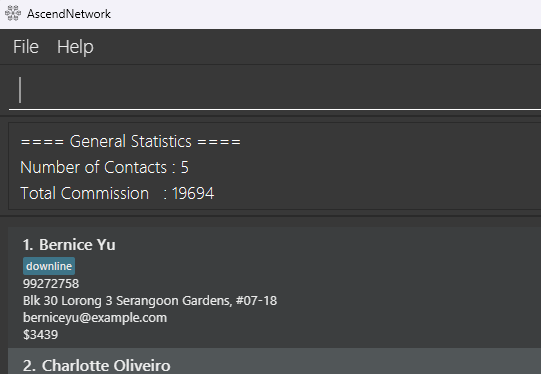 AscendNetwork
File Help
==== General Statistics ====
Number of Contacts : 5
Total Commission : 19694
1. Bernice Yu
downline
99272758
Blk 30 Lorong 3 Serangoon Gardens, #07-18
berniceyu@example.com
$3439
2. Charlotte Oliveiro